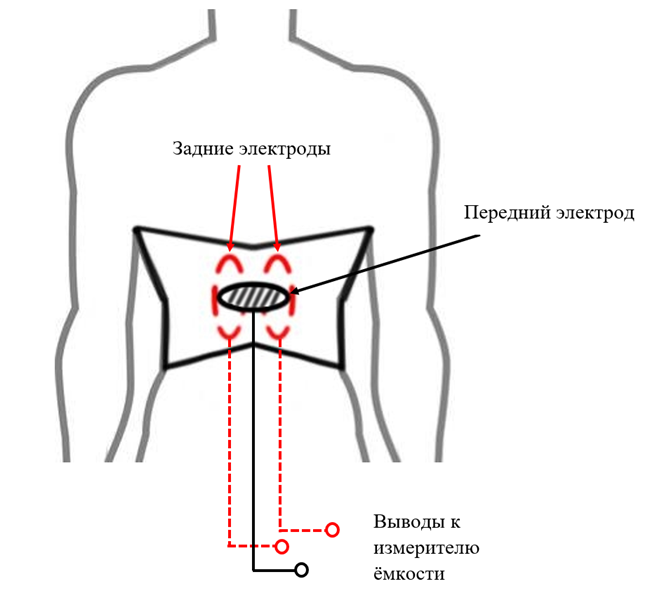 Задние электроды
Передний электрод
Выводы к
измерителю
ёмкости